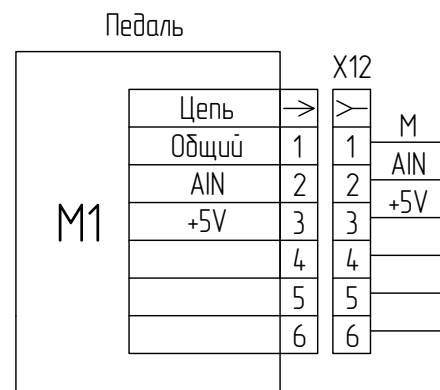 Педаль
X12
Цепь
М
Общий 1 1
AIN
AIN 2 2
+5V
М1
+5V 3 3
4 4
5 5
6 6